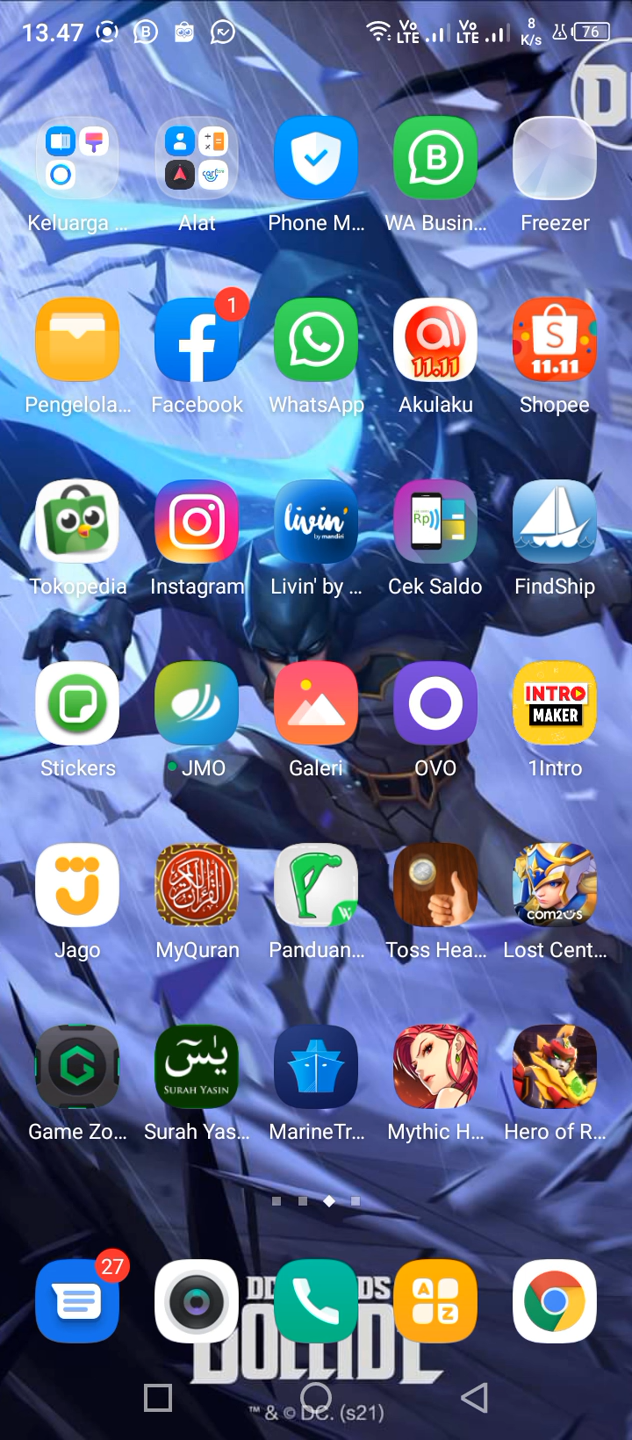 13.47
Vo LTE Vo LTE 8 K/s 76
D
Keluarga ... Alat Phone M... WA Busin... Freezer
1
11.11 11.11
Pengelola... Facebook WhatsApp Akulaku Shopee
livin'
by mandiri
Rp
Tokopedia Instagram Livin' by ... Cek Saldo FindShip
INTRO
MAKER
Stickers JMO Galeri OVO 1Intro
com2us
Jago MyQuran Panduan... Toss Hea... Lost Cent...
يٰسٓ
SURAH YASIN
Game Zo... Surah Yas... MarineTr... Mythic H... Hero of R...
27
A
Z
™ & © DC. (s21)